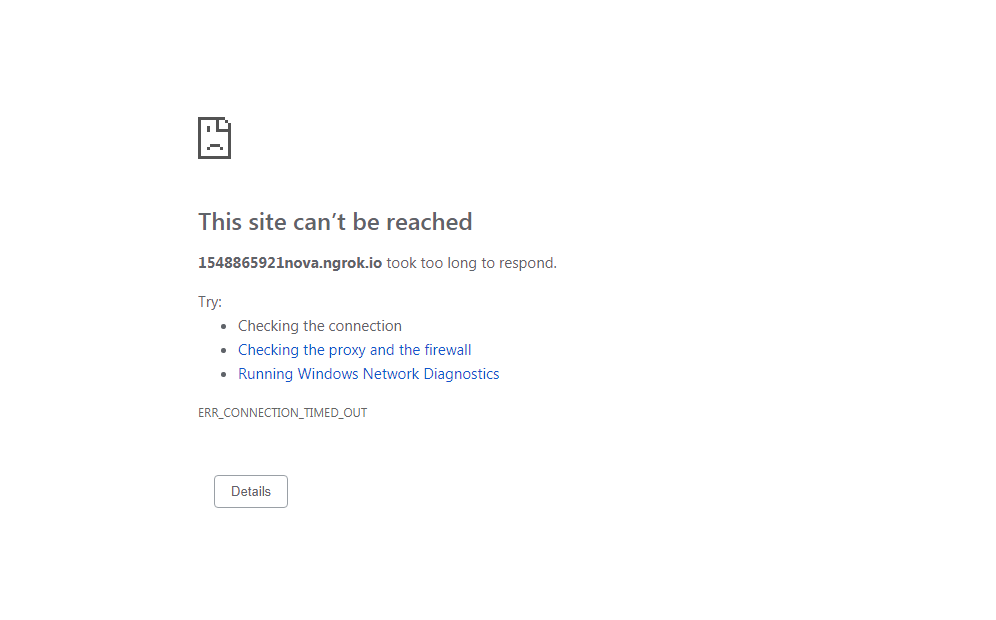 This site can’t be reached
1548865921nova.ngrok.io took too long to respond.
Try:
Checking the connection
Checking the proxy and the firewall
Running Windows Network Diagnostics
ERR_CONNECTION_TIMED_OUT
Details